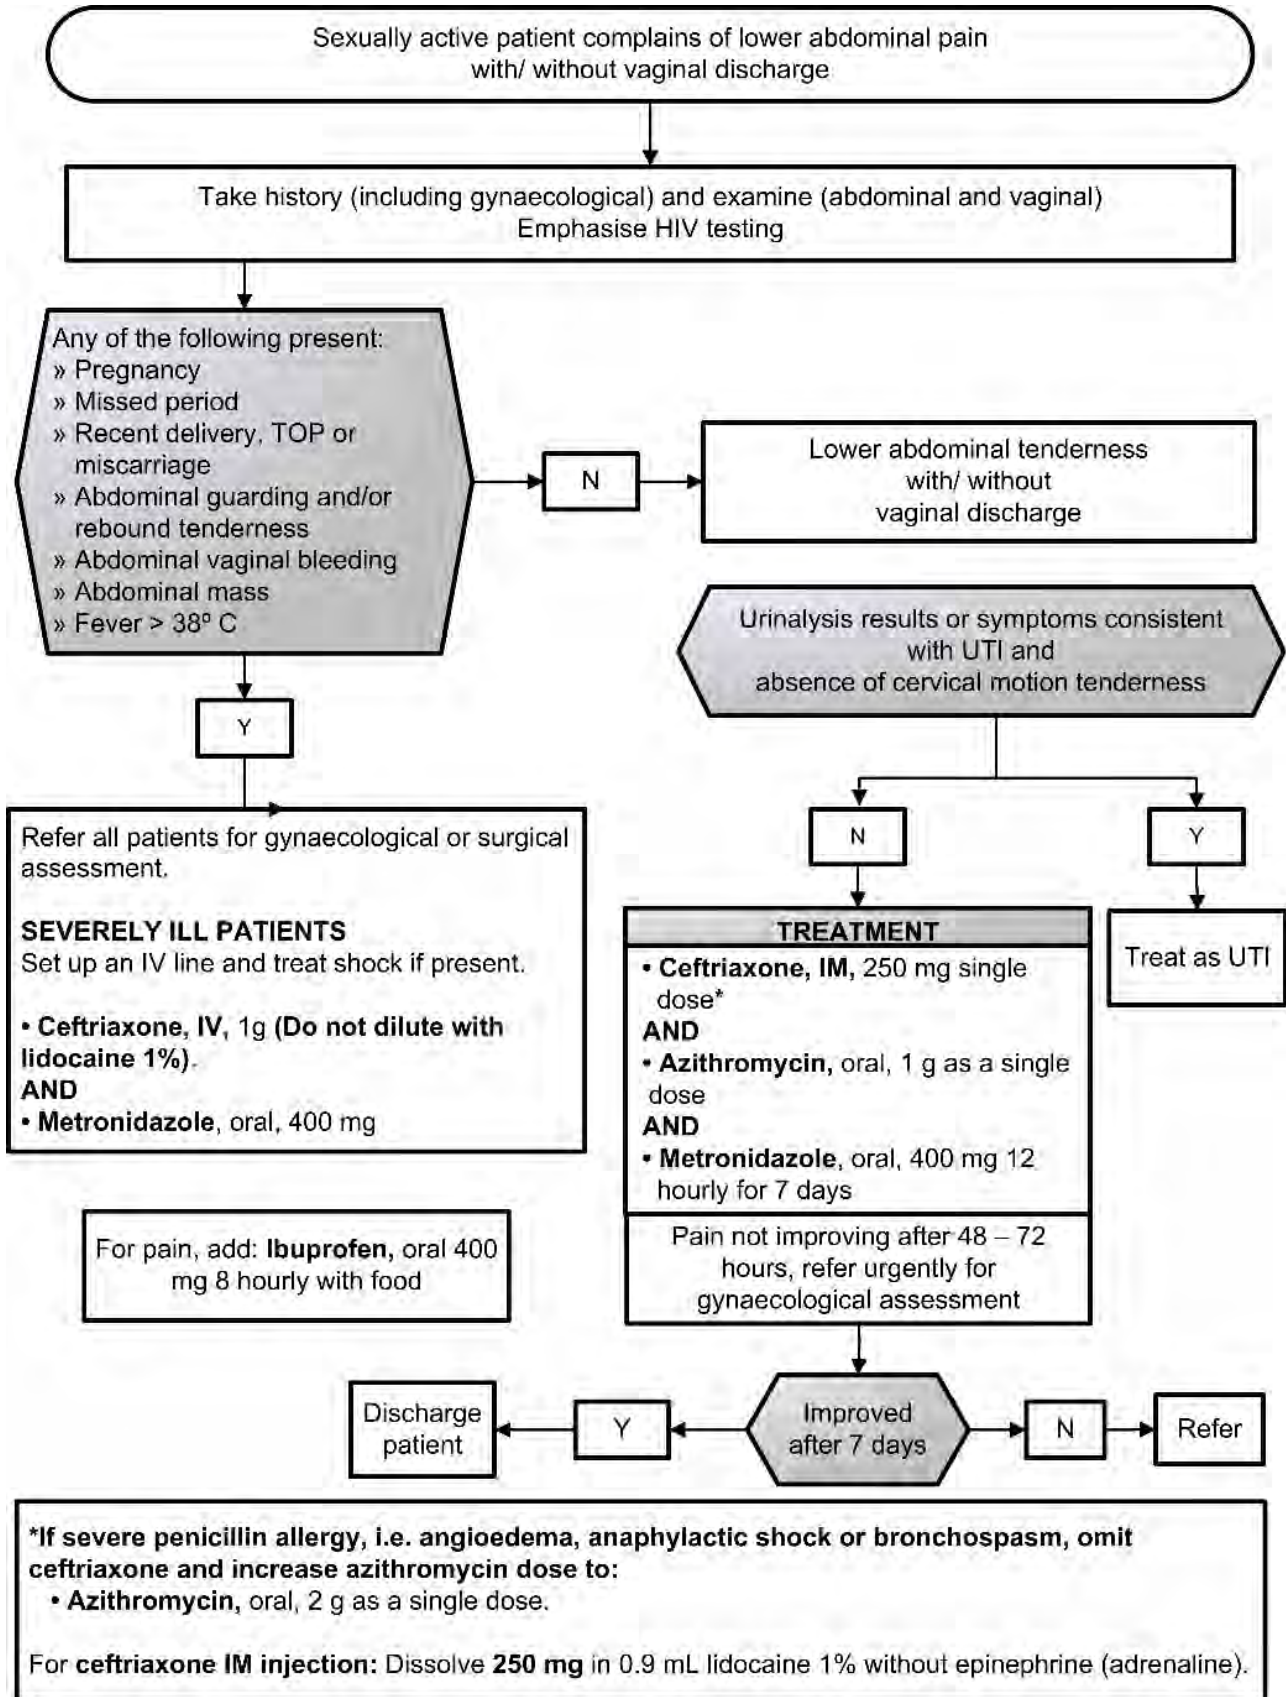 Sexually active patient complains of lower abdominal pain
with/ without vaginal discharge
Take history (including gynaecological) and examine (abdominal and vaginal)
Emphasise HIV testing
Any of the following present:
» Pregnancy
» Missed period
» Recent delivery, TOP or
miscarriage
» Abdominal guarding and/or
rebound tenderness
» Abdominal vaginal bleeding
» Abdominal mass
» Fever > 38º C
N
Lower abdominal tenderness
with/ without
vaginal discharge
Urinalysis results or symptoms consistent
with UTI and
absence of cervical motion tenderness
Y
Refer all patients for gynaecological or surgical
assessment.
SEVERELY ILL PATIENTS
Set up an IV line and treat shock if present.
• Ceftriaxone, IV, 1g (Do not dilute with
lidocaine 1%).
AND
• Metronidazole, oral, 400 mg
For pain, add: Ibuprofen, oral 400
mg 8 hourly with food
N
Y
TREATMENT
• Ceftriaxone, IM, 250 mg single
dose*
AND
• Azithromycin, oral, 1 g as a single
dose
AND
• Metronidazole, oral, 400 mg 12
hourly for 7 days
Pain not improving after 48 – 72
hours, refer urgently for
gynaecological assessment
Treat as UTI
Discharge
patient
Y
Improved
after 7 days
N
Refer
*If severe penicillin allergy, i.e. angioedema, anaphylactic shock or bronchospasm, omit
ceftriaxone and increase azithromycin dose to:
• Azithromycin, oral, 2 g as a single dose.
For ceftriaxone IM injection: Dissolve 250 mg in 0.9 mL lidocaine 1% without epinephrine (adrenaline).